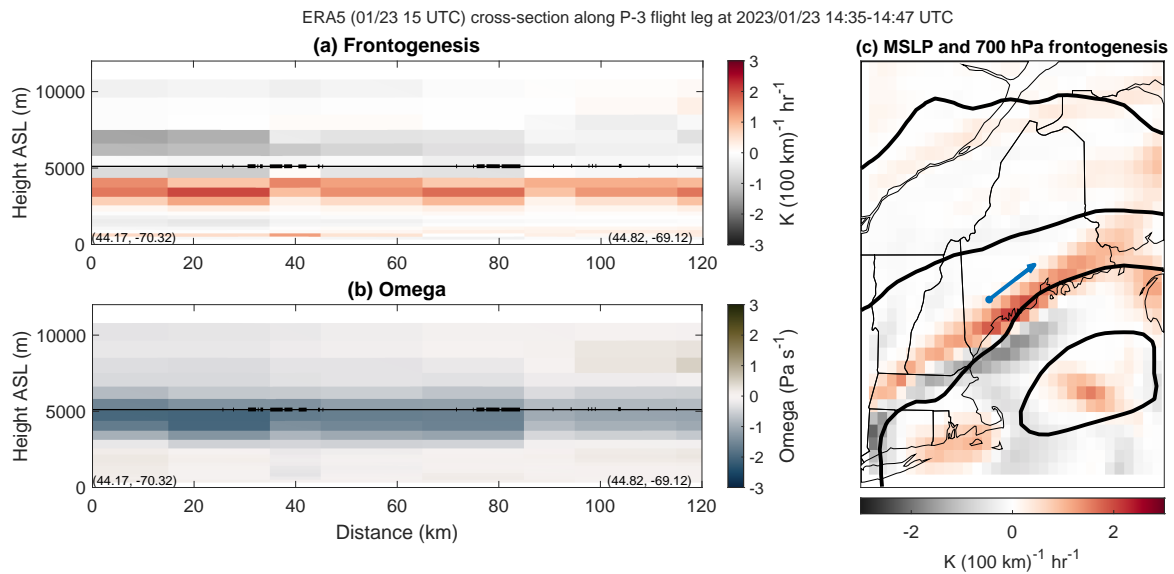 ERA5 (01/23 15 UTC) cross-section along P-3 flight leg at 2023/01/23 14:35-14:47 UTC
(a) Frontogenesis
Height ASL (m)
10000
5000
0
(44.17, -70.32)
(44.82, -69.12)
0 20 40 60 80 100 120
3
2
1
0
-1
-2
-3
K (100 km)⁻¹ hr⁻¹
(b) Omega
Height ASL (m)
10000
5000
0
(44.17, -70.32)
(44.82, -69.12)
0 20 40 60 80 100 120
Distance (km)
3
2
1
0
-1
-2
-3
Omega (Pa s⁻¹)
(c) MSLP and 700 hPa frontogenesis
-2 0 2
K (100 km)⁻¹ hr⁻¹